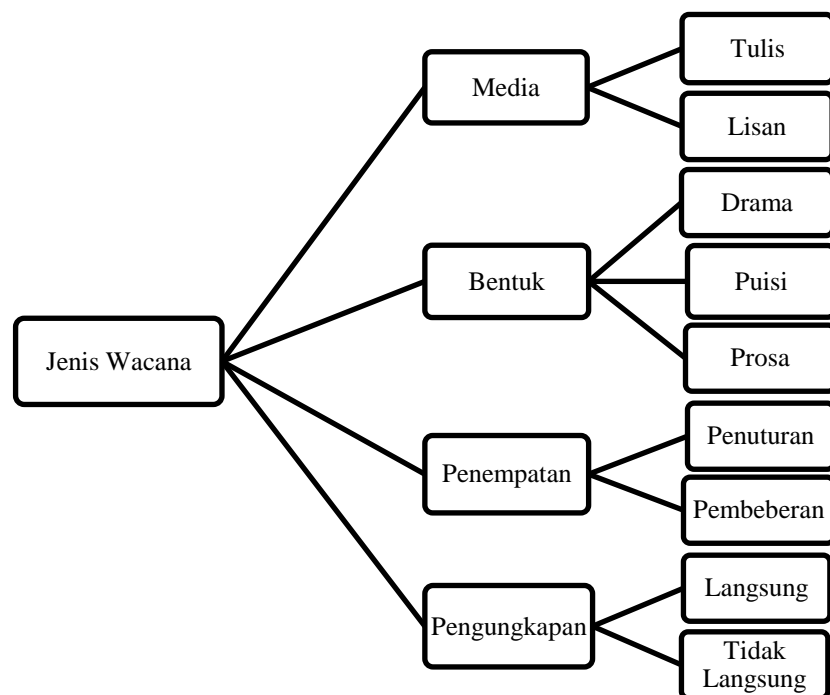 Jenis Wacana
Media
Tulis
Lisan
Bentuk
Drama
Puisi
Prosa
Penempatan
Penuturan
Pembeberan
Pengungkapan
Langsung
Tidak
Langsung